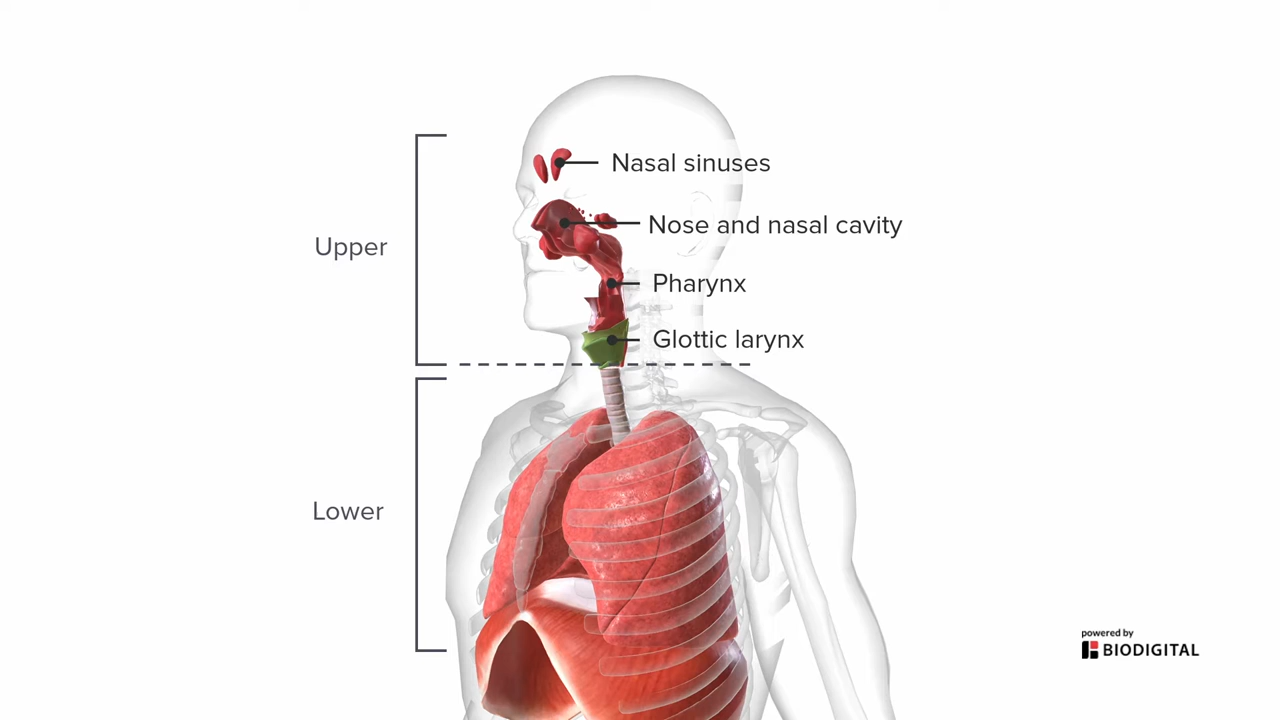 Nasal sinuses
Nose and nasal cavity
Upper
Pharynx
Glottic larynx
Lower
powered by
BIODIGITAL